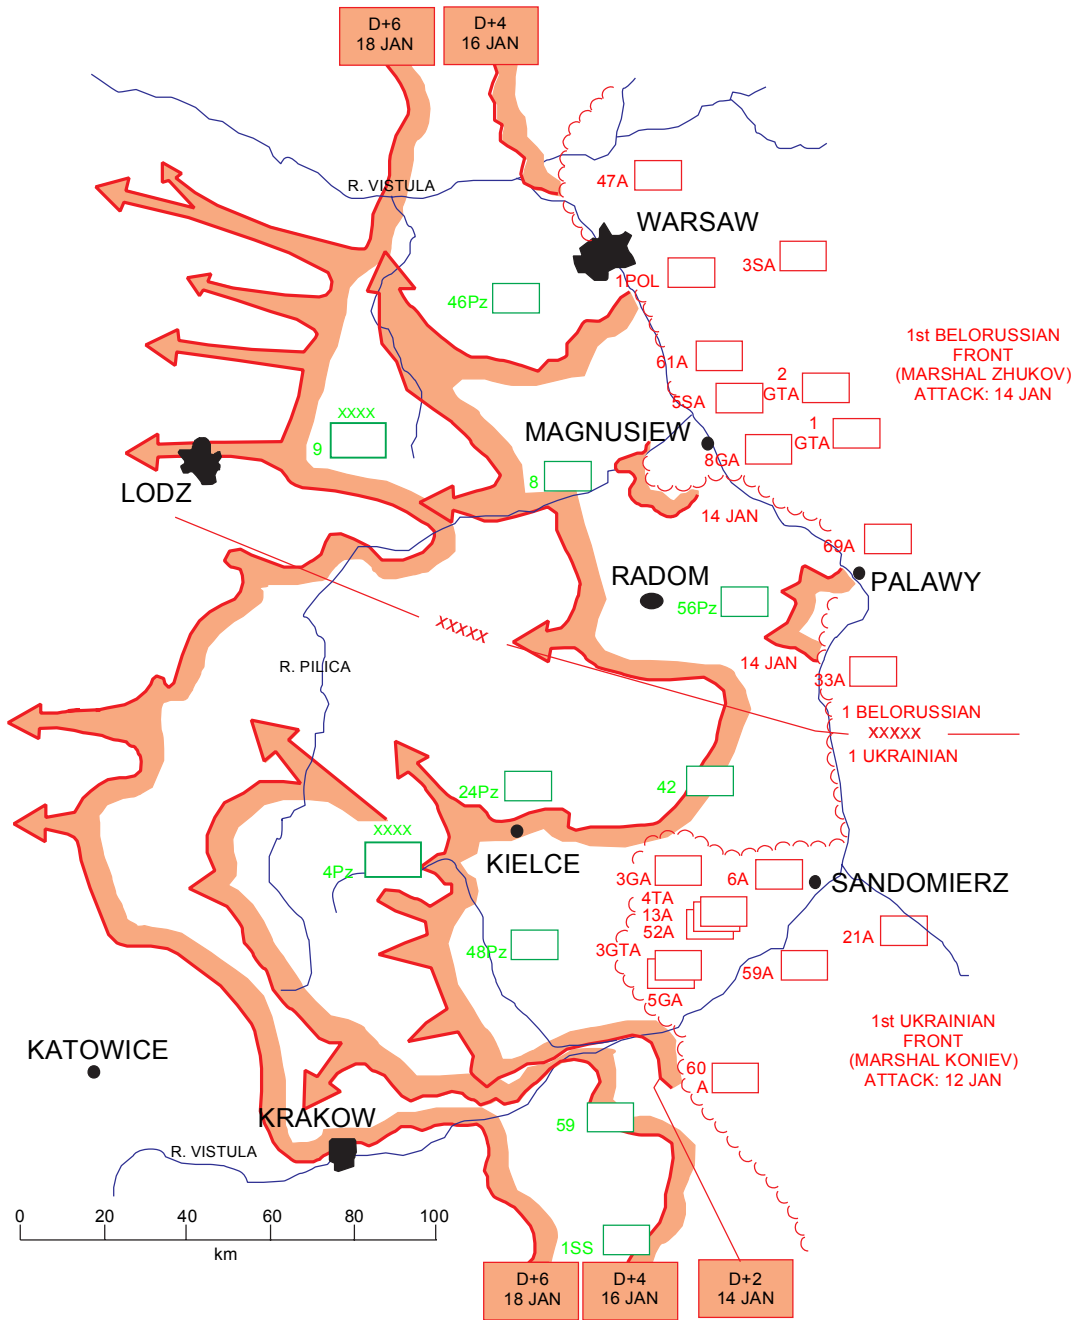 D+6
18 JAN
D+4
16 JAN
47A
R. VISTULA
WARSAW
3SA
1POL
46Pz
1st BELORUSSIAN
FRONT
(MARSHAL ZHUKOV)
ATTACK: 14 JAN
61A
2
GTA
5SA
xxxx
9
MAGNUSIEW
1
GTA
8GA
8
LODZ
14 JAN
69A
RADOM
PALAWY
56Pz
xxxxx
14 JAN
R. PILICA
33A
1 BELORUSSIAN
xxxxx
1 UKRAINIAN
24Pz
42
xxxx
4Pz
KIELCE
3GA
6A
SANDOMIERZ
4TA
13A
52A
21A
48Pz
3GTA
59A
5GA
1st UKRAINIAN
FRONT
(MARSHAL KONIEV)
ATTACK: 12 JAN
KATOWICE
60
A
KRAKOW
59
R. VISTULA
0 20 40 60 80 100
km
1SS
D+6
18 JAN
D+4
16 JAN
D+2
14 JAN